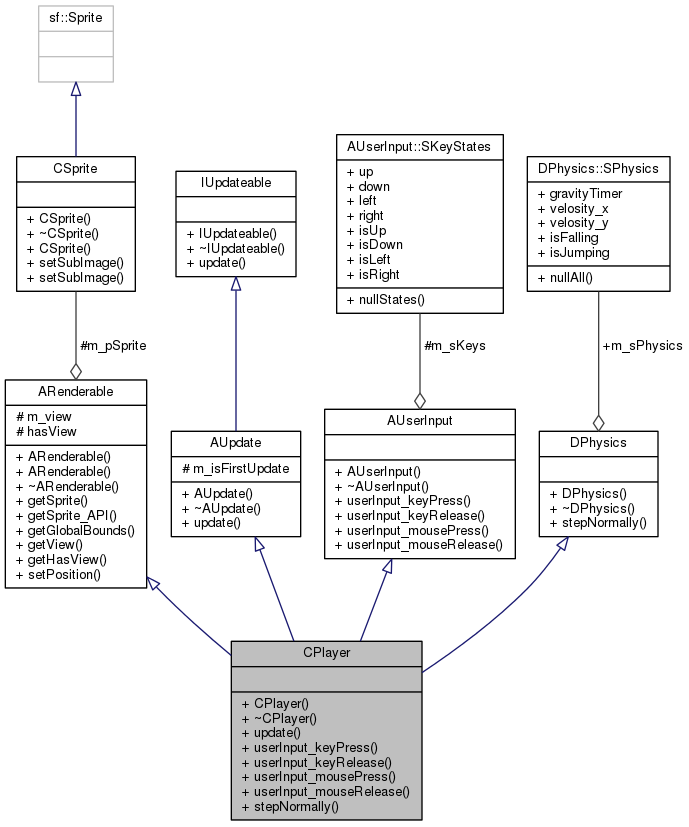 sf::Sprite
CSprite
+ CSprite()
+ ~CSprite()
+ CSprite()
+ setSubImage()
+ setSubImage()
IUpdateable
+ IUpdateable()
+ ~IUpdateable()
+ update()
AUserInput::SKeyStates
+ up
+ down
+ left
+ right
+ isUp
+ isDown
+ isLeft
+ isRight
+ nullStates()
DPhysics::SPhysics
+ gravityTimer
+ velosity_x
+ velosity_y
+ isFalling
+ isJumping
+ nullAll()
#m_pSprite
#m_sKeys
+m_sPhysics
ARenderable
# m_view
# hasView
+ ARenderable()
+ ARenderable()
+ ~ARenderable()
+ getSprite()
+ getSprite_API()
+ getGlobalBounds()
+ getView()
+ getHasView()
+ setPosition()
AUpdate
# m_isFirstUpdate
+ AUpdate()
+ ~AUpdate()
+ update()
AUserInput
+ AUserInput()
+ ~AUserInput()
+ userInput_keyPress()
+ userInput_keyRelease()
+ userInput_mousePress()
+ userInput_mouseRelease()
DPhysics
+ DPhysics()
+ ~DPhysics()
+ stepNormally()
CPlayer
+ CPlayer()
+ ~CPlayer()
+ update()
+ userInput_keyPress()
+ userInput_keyRelease()
+ userInput_mousePress()
+ userInput_mouseRelease()
+ stepNormally()